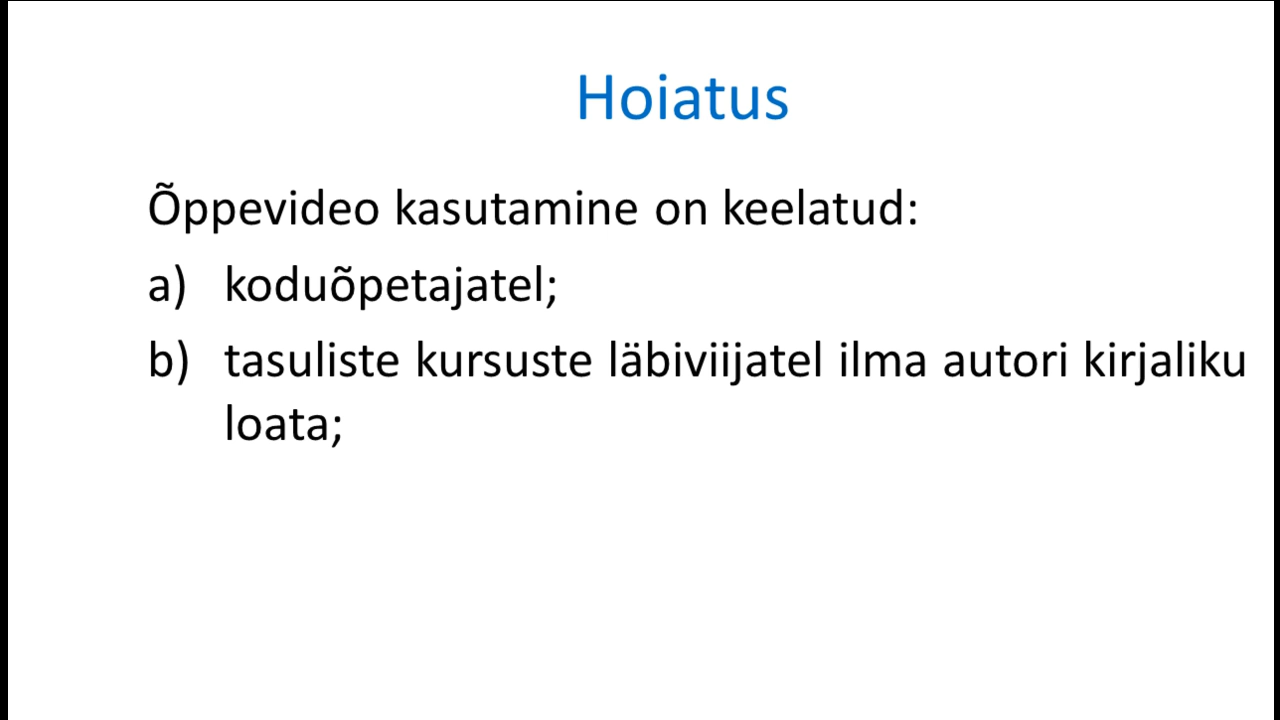 Hoiatus
Õppevideo kasutamine on keelatud:
a) koduõpetajatel;
b) tasuliste kursuste läbiviijatel ilma autori kirjaliku
loata;